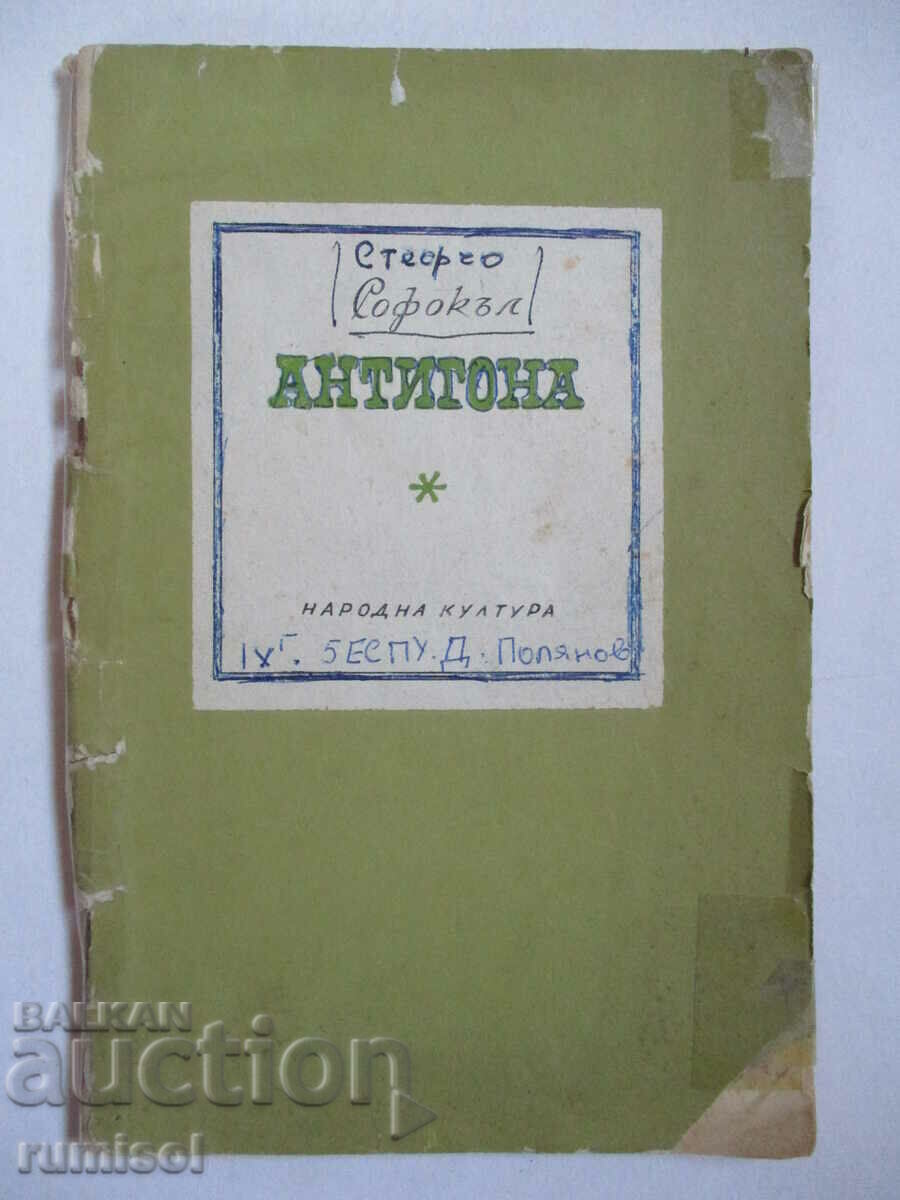 Стефчо
Софокъл
АНТИГОНА
*
НАРОДНА КУЛТУРА
IXг. 5ЕСПУ. Д. Полянов
BALKAN
auction
rumisol